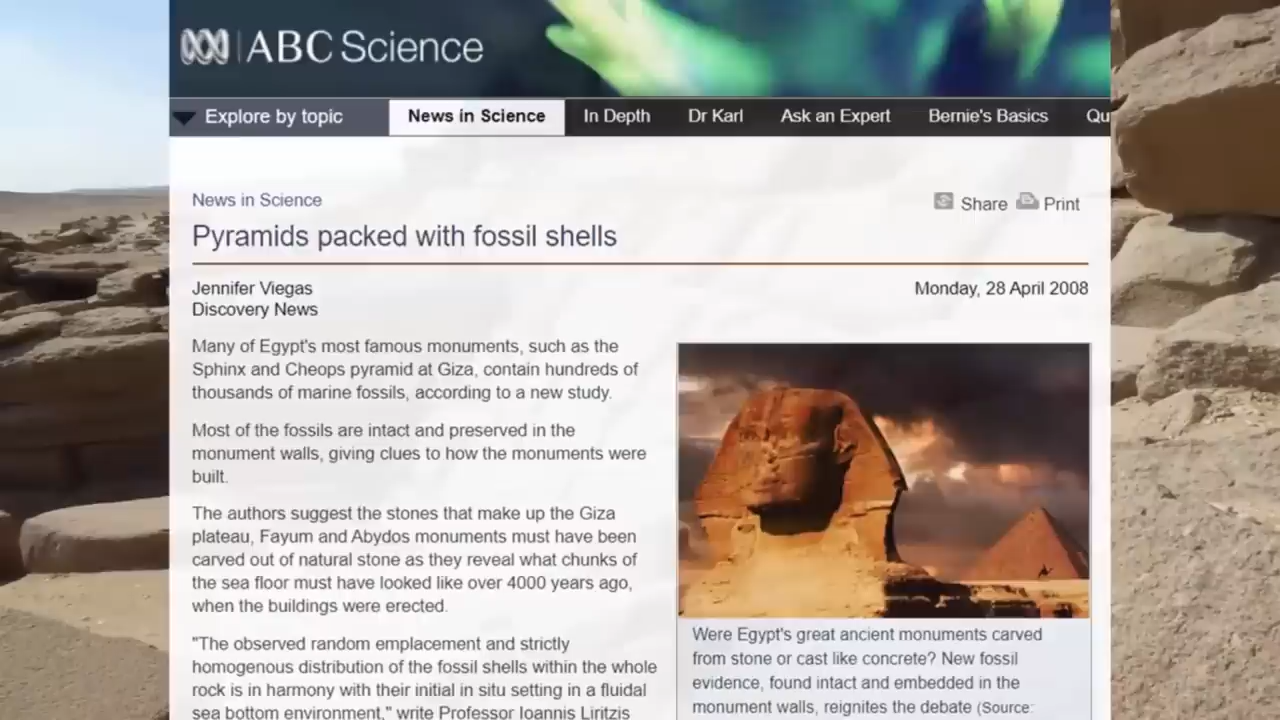 ABC Science
Explore by topic
News in Science
In Depth
Dr Karl
Ask an Expert
Bernie's Basics
Qu
News in Science
Share
Print
Pyramids packed with fossil shells
Jennifer Viegas
Monday, 28 April 2008
Discovery News
Many of Egypt's most famous monuments, such as the
Sphinx and Cheops pyramid at Giza, contain hundreds of
thousands of marine fossils, according to a new study.
Most of the fossils are intact and preserved in the
monument walls, giving clues to how the monuments were
built.
The authors suggest the stones that make up the Giza
plateau, Fayum and Abydos monuments must have been
carved out of natural stone as they reveal what chunks of
the sea floor must have looked like over 4000 years ago,
when the buildings were erected.
"The observed random emplacement and strictly
homogenous distribution of the fossil shells within the whole
rock is in harmony with their initial in situ setting in a fluidal
sea bottom environment," write Professor Ioannis Liritzis
Were Egypt's great ancient monuments carved
from stone or cast like concrete? New fossil
evidence, found intact and embedded in the
monument walls, reignites the debate (Source: